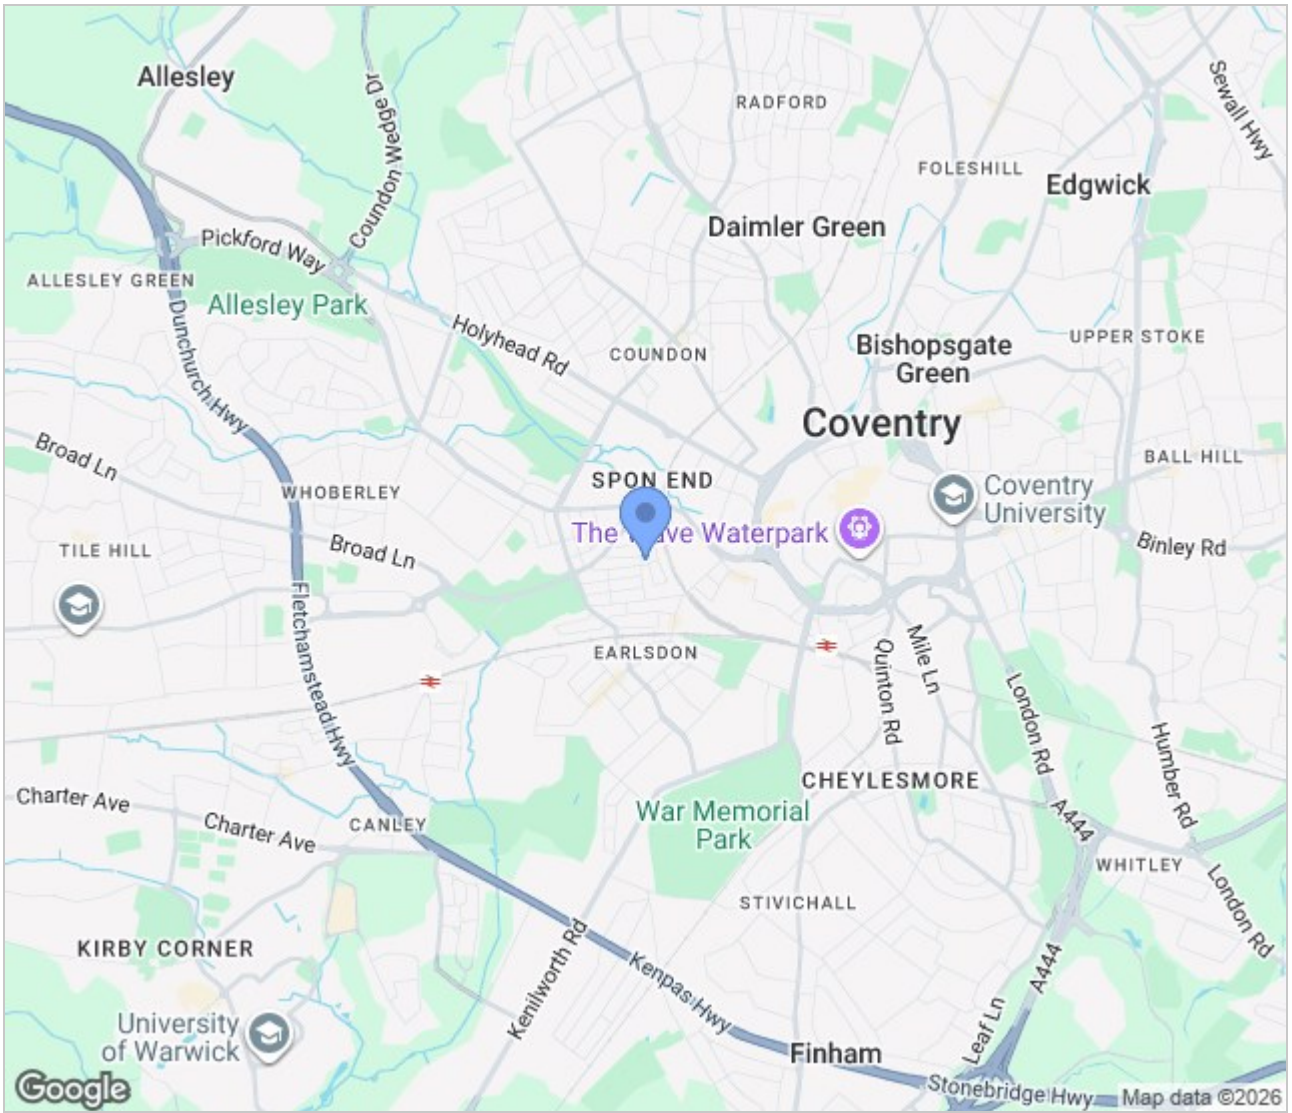 Allesley
Coundon Wedge Dr
RADFORD
Sewall Hwy
FOLESHILL
Edgwick
Daimler Green
Pickford Way
ALLESLEY GREEN
Allesley Park
Dunchurch Hwy
Holyhead Rd
COUNDON
Bishopsgate
Green
UPPER STOKE
Coventry
Broad Ln
WHOBERLEY
SPON END
BALL HILL
Coventry
University
The Wave Waterpark
Binley Rd
TILE HILL
Broad Ln
Fletchamstead Hwy
EARLSDON
Quinton Rd
Mile Ln
London Rd
Humber Rd
CHEYLESMORE
Charter Ave
Charter Ave
CANLEY
War Memorial
Park
A444
WHITLEY
London Rd
STIVICHALL
KIRBY CORNER
Kenilworth Rd
Kenpas Hwy
A444
University
of Warwick
Leaf Ln
Finham
Stonebridge Hwy
Google
Map data ©2026